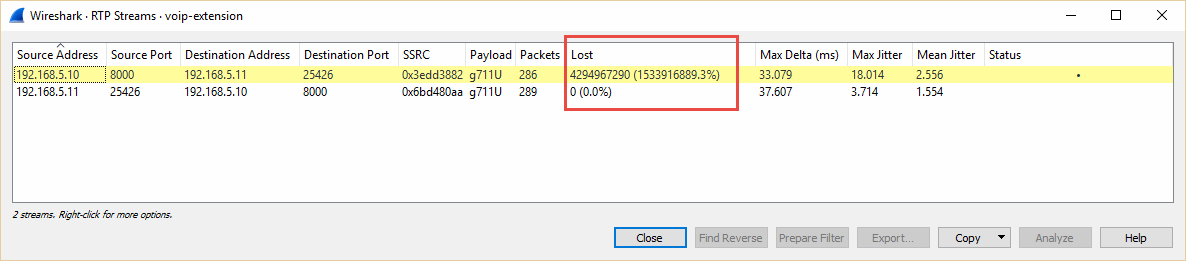 Wireshark · RTP Streams · voip-extension
Source Address Source Port Destination Address Destination Port SSRC Payload Packets Lost Max Delta (ms) Max Jitter Mean Jitter Status
192.168.5.10 8000 192.168.5.11 25426 0x3edd3882 g711U 286 4294967290 (1533916889.3%) 33.079 18.014 2.556 •
192.168.5.11 25426 192.168.5.10 8000 0x6bd480aa g711U 289 0 (0.0%) 37.607 3.714 1.554
2 streams. Right-click for more options.
Close Find Reverse Prepare Filter Export... Copy Analyze Help